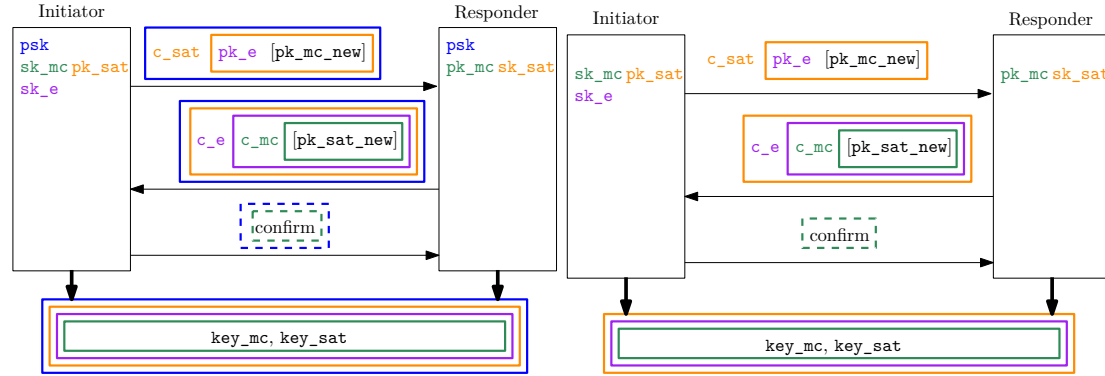 Initiator
Responder
psk
sk_mc pk_sat
sk_e
c_sat pk_e [pk_mc_new]
psk
pk_mc sk_sat
c_e c_mc [pk_sat_new]
confirm
key_mc, key_sat
Initiator
Responder
sk_mc pk_sat
sk_e
c_sat pk_e [pk_mc_new]
pk_mc sk_sat
c_e c_mc [pk_sat_new]
confirm
key_mc, key_sat